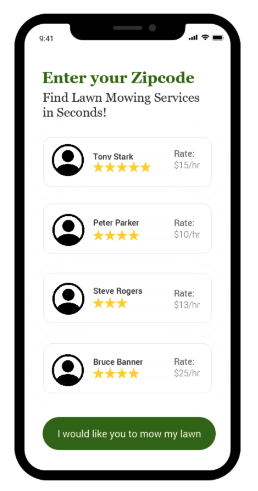 9:41
Enter your Zipcode
Find Lawn Mowing Services
in Seconds!
Tony Stark
Rate:
$15/hr
Peter Parker
Rate:
$10/hr
Steve Rogers
Rate:
$13/hr
Bruce Banner
Rate:
$25/hr
I would like you to mow my lawn